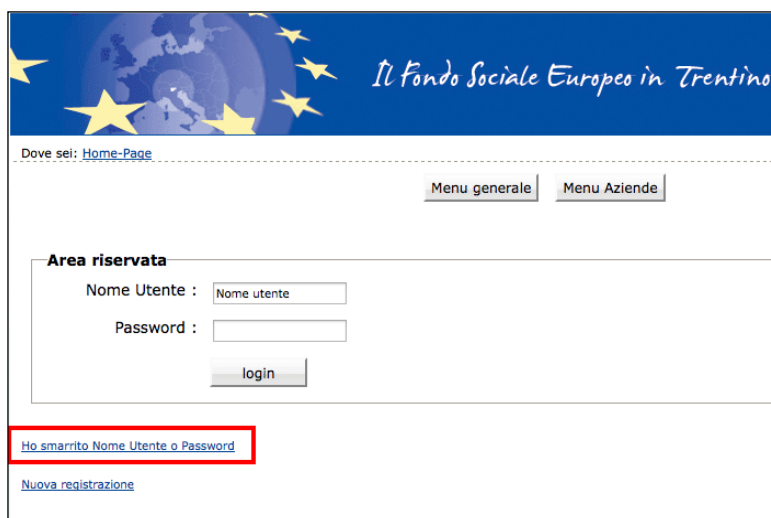 Il Fondo Sociale Europeo in Trentino
Dove sei: Home-Page
Menu generale Menu Aziende
Area riservata
Nome Utente : Nome utente
Password :
login
Ho smarrito Nome Utente o Password
Nuova registrazione